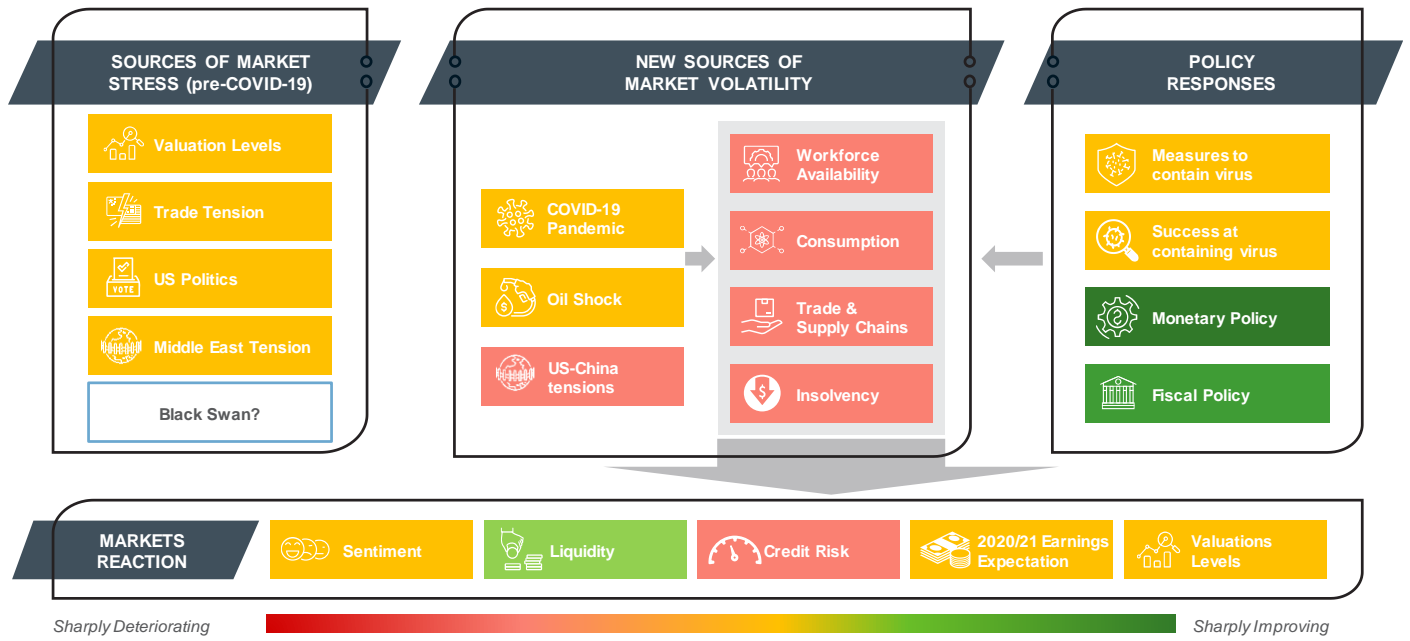 SOURCES OF MARKET
STRESS (pre-COVID-19)
Valuation Levels
Trade Tension
VOTE
US Politics
Middle East Tension
Black Swan?
NEW SOURCES OF
MARKET VOLATILITY
COVID-19
Pandemic
$
Oil Shock
US-China
tensions
Workforce
Availability
Consumption
Trade &
Supply Chains
$
Insolvency
POLICY
RESPONSES
Measures to
contain virus
Success at
containing virus
Monetary Policy
Fiscal Policy
MARKETS
REACTION
Sentiment
Liquidity
Credit Risk
2020/21 Earnings
Expectation
Valuations
Levels
Sharply Deteriorating
Sharply Improving